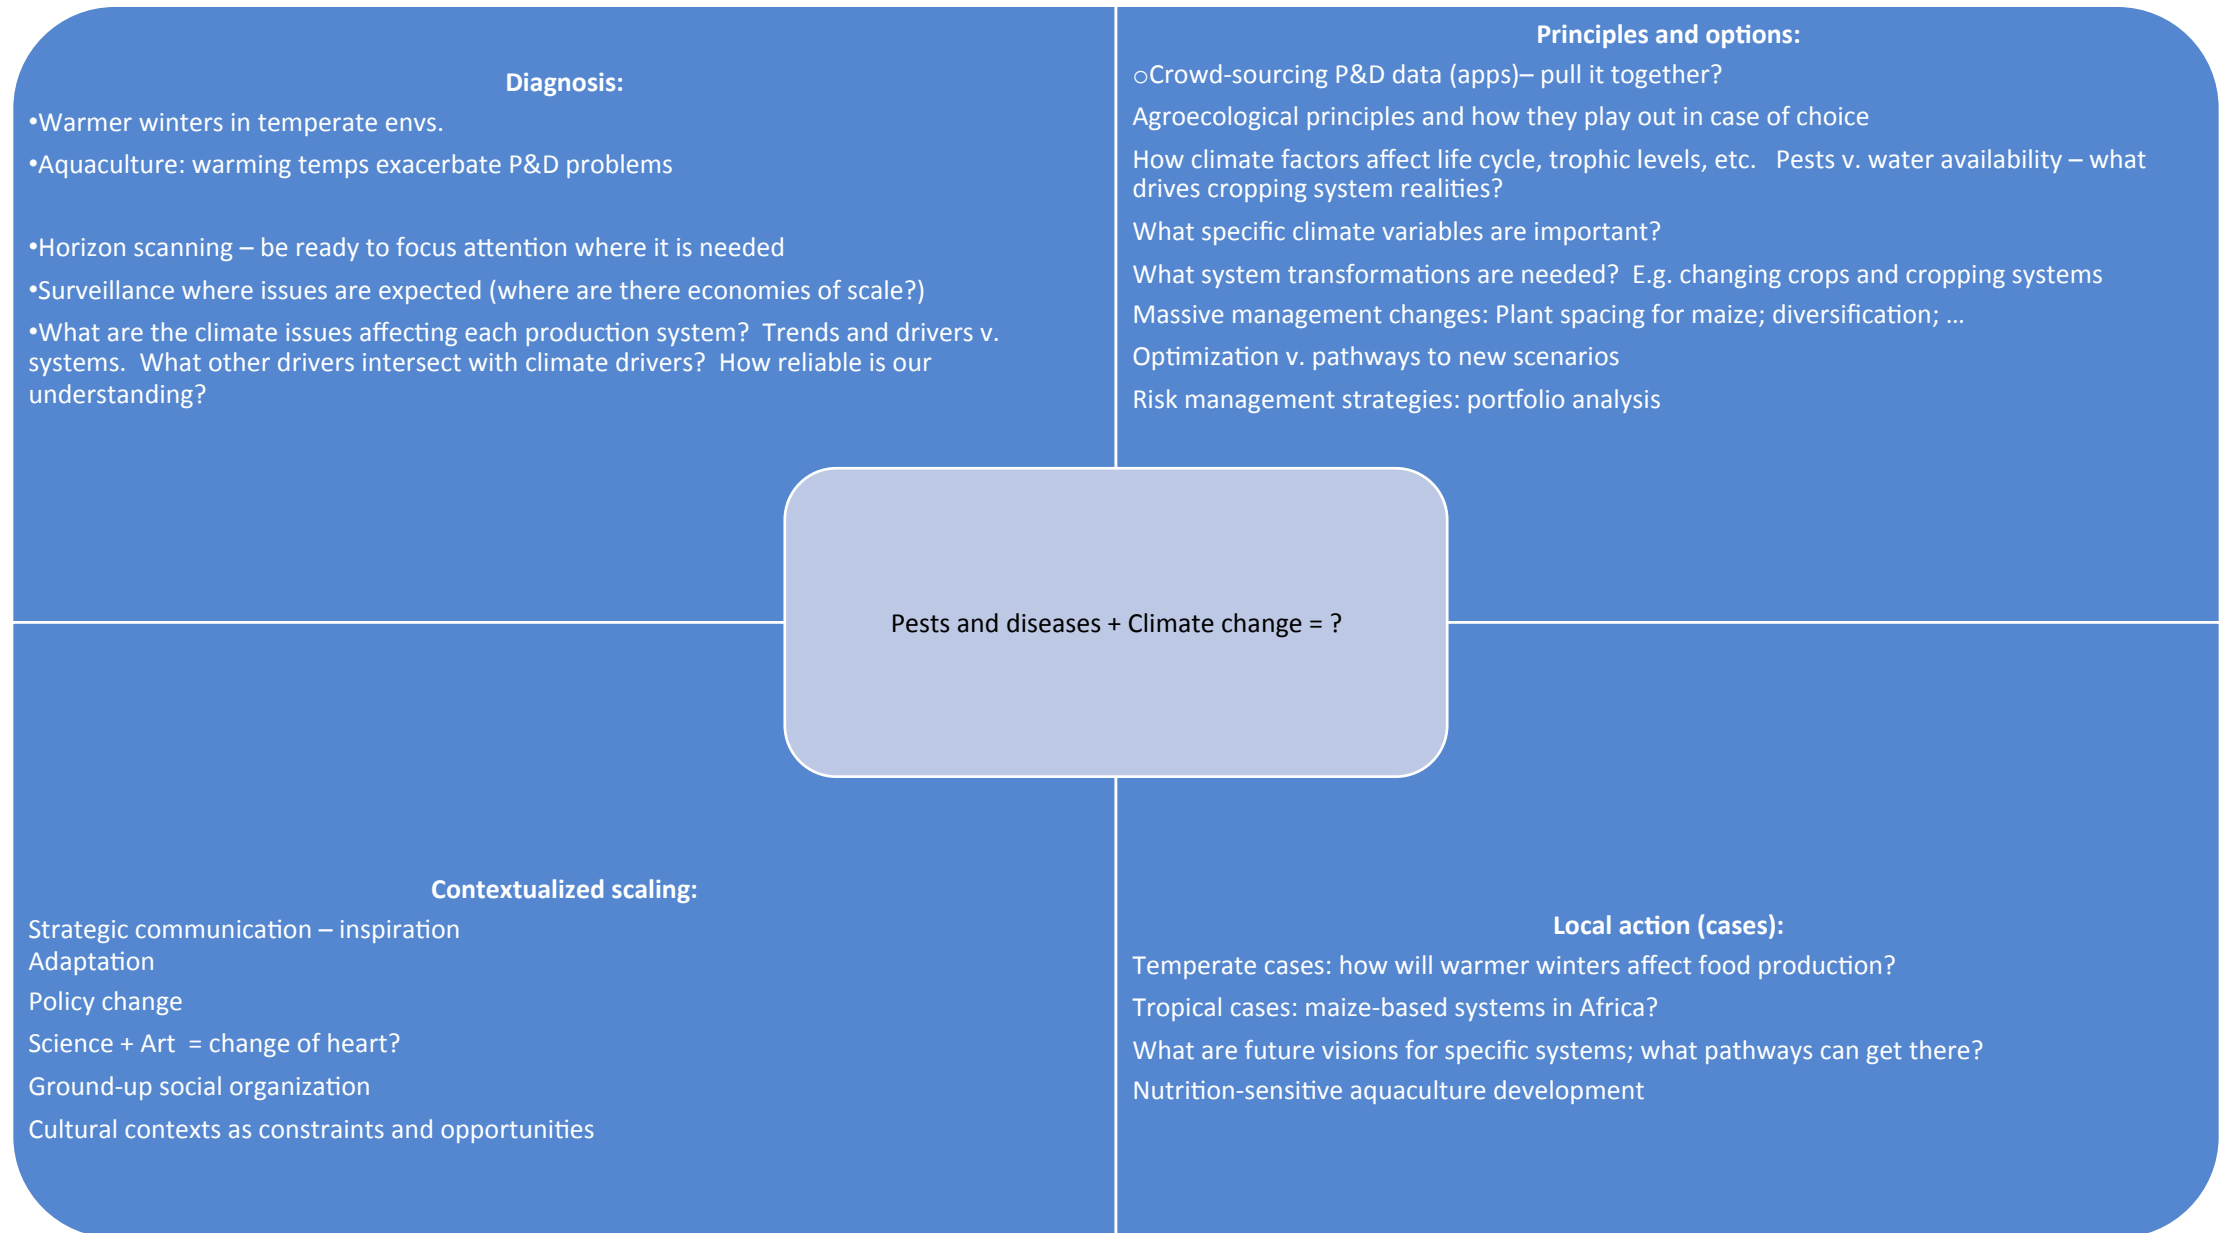 Diagnosis:
•Warmer winters in temperate envs.
•Aquaculture: warming temps exacerbate P&D problems
•Horizon scanning – be ready to focus attention where it is needed
•Surveillance where issues are expected (where are there economies of scale?)
•What are the climate issues affecting each production system?  Trends and drivers v.
systems.  What other drivers intersect with climate drivers?  How reliable is our
understanding?
Principles and options:
oCrowd-sourcing P&D data (apps)– pull it together?
Agroecological principles and how they play out in case of choice
How climate factors affect life cycle, trophic levels, etc.   Pests v. water availability – what
drives cropping system realities?
What specific climate variables are important?
What system transformations are needed?  E.g. changing crops and cropping systems
Massive management changes: Plant spacing for maize; diversification; …
Optimization v. pathways to new scenarios
Risk management strategies: portfolio analysis
Pests and diseases + Climate change = ?
Contextualized scaling:
Strategic communication – inspiration
Adaptation
Policy change
Science + Art  = change of heart?
Ground-up social organization
Cultural contexts as constraints and opportunities
Local action (cases):
Temperate cases: how will warmer winters affect food production?
Tropical cases: maize-based systems in Africa?
What are future visions for specific systems; what pathways can get there?
Nutrition-sensitive aquaculture development